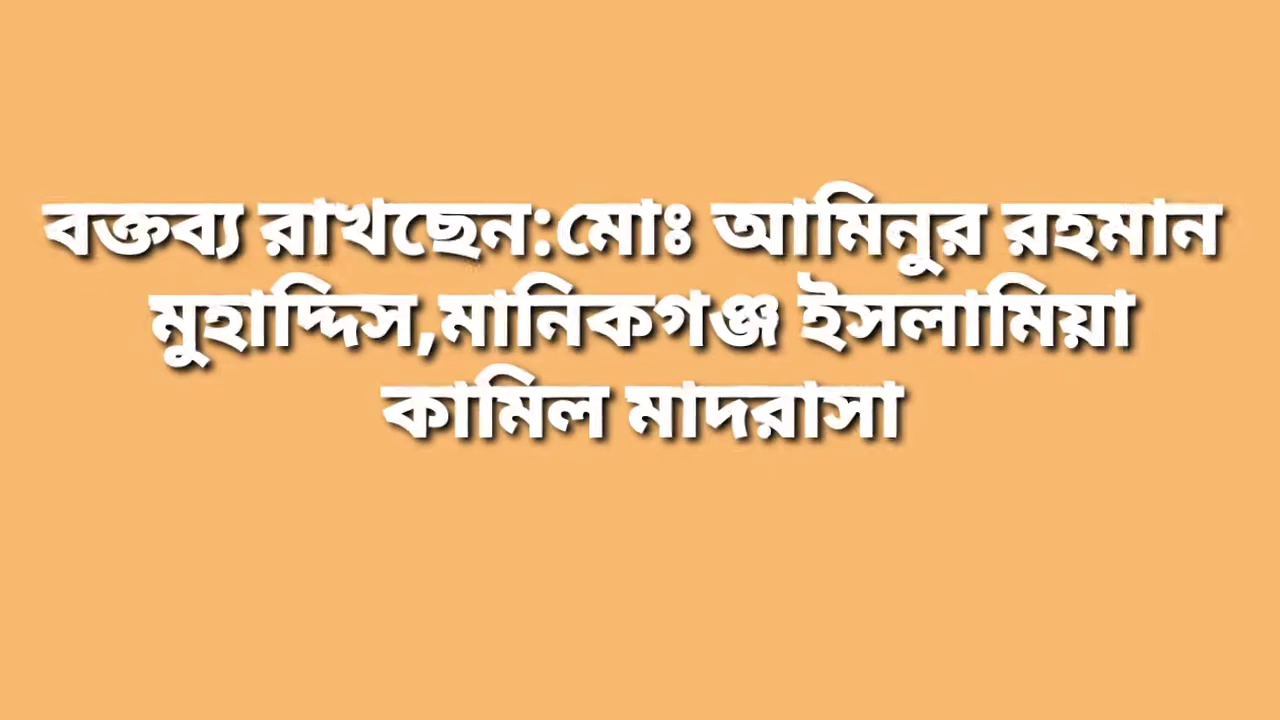 বক্তব্য রাখছেন:মোঃ আমিনুর রহমান
মুহাদ্দিস,মানিকগঞ্জ ইসলামিয়া
কামিল মাদরাসা